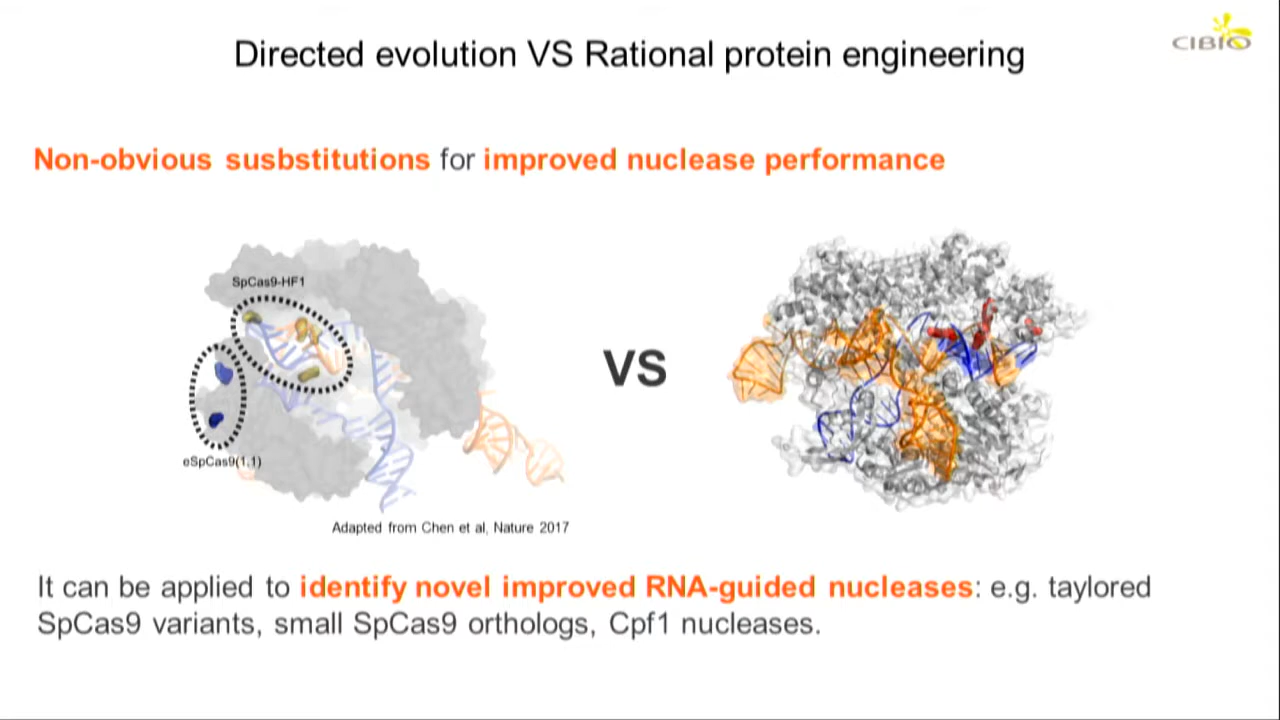 Directed evolution VS Rational protein engineering
CIBIO
Non-obvious susbstitutions for improved nuclease performance
SpCas9-HF1
VS
eSpCas9(1.1)
Adapted from Chen et al, Nature 2017
It can be applied to identify novel improved RNA-guided nucleases: e.g. taylored
SpCas9 variants, small SpCas9 orthologs, Cpf1 nucleases.